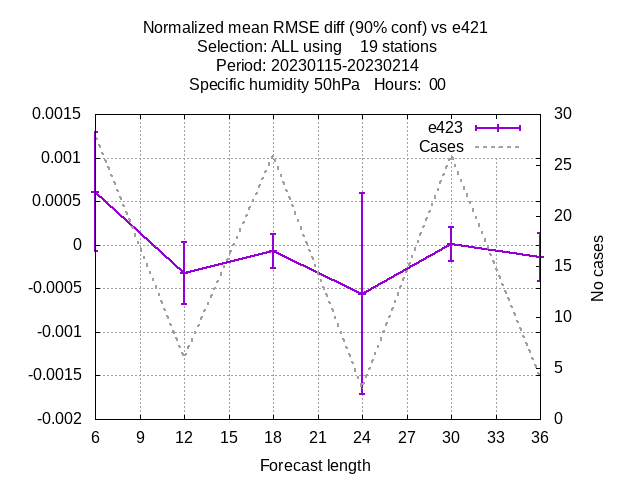 Normalized mean RMSE diff (90% conf) vs e421
Selection: ALL using    19 stations
Period: 20230115-20230214
Specific humidity 50hPa   Hours:  00
0.0015
0.001
0.0005
0
-0.0005
-0.001
-0.0015
-0.002
30
25
20
15
10
5
0
e423
Cases
No cases
6 9 12 15 18 21 24 27 30 33 36
Forecast length